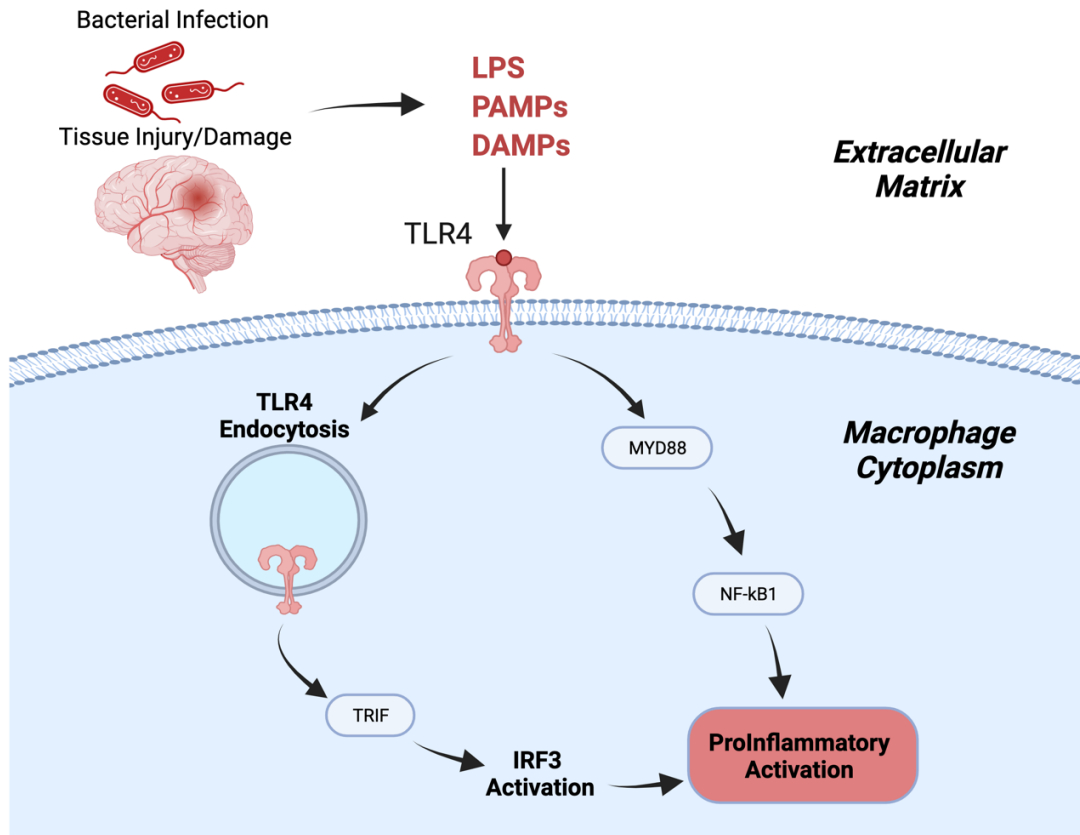 Bacterial Infection
Tissue Injury/Damage
LPS
PAMPs
DAMPs
Extracellular
Matrix
TLR4
TLR4
Endocytosis
MYD88
Macrophage
Cytoplasm
NF-kB1
TRIF
IRF3
Activation
ProInflammatory
Activation